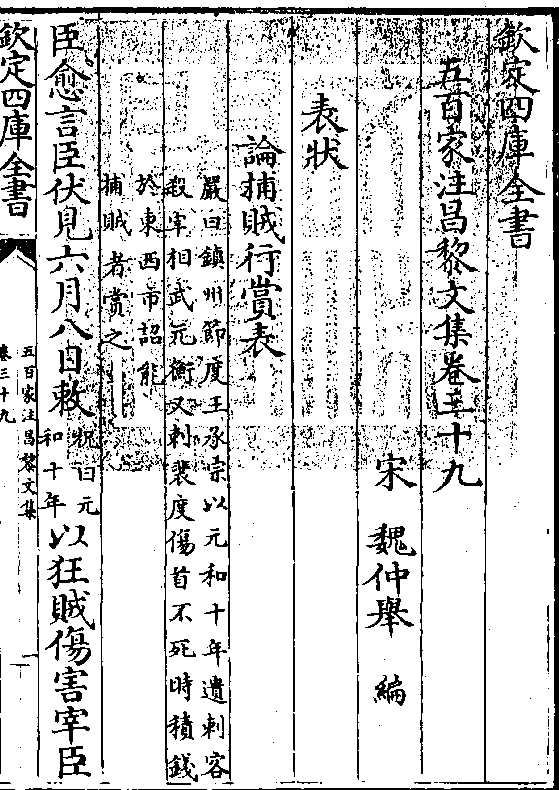 欽定四庫全書
五百家注昌黎文集卷三十九
宋 魏仲舉 編
表狀
論捕賊行賞表
嚴曰鎮州節度王承宗以元和十年遣刺客
殺宰相武元衡又刺裴度傷首不死時積錢
於東西市詔能
捕賊者賞之
臣愈言臣伏見六月八日敕
祝曰元
和十年
以狂賊傷害宰臣
欽定四庫全書
五百家注昌黎文集
卷三十九
一